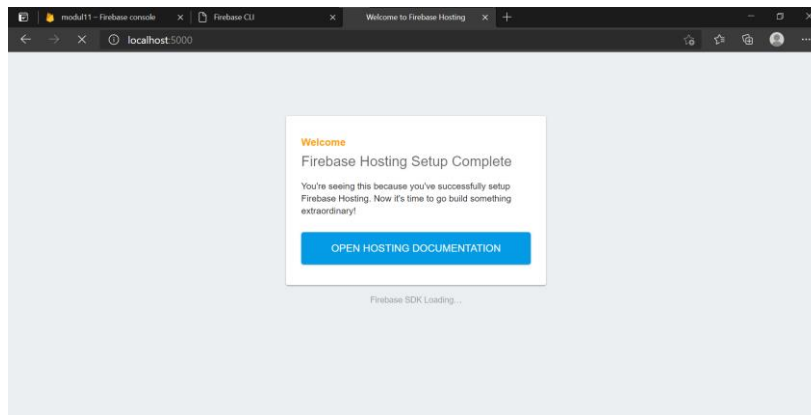 modul11 – Firebase console
Firebase CLI
Welcome to Firebase Hosting
localhost:5000
Welcome
Firebase Hosting Setup Complete
You're seeing this because you've successfully setup
Firebase Hosting. Now it's time to go build something
extraordinary!
OPEN HOSTING DOCUMENTATION
Firebase SDK Loading...